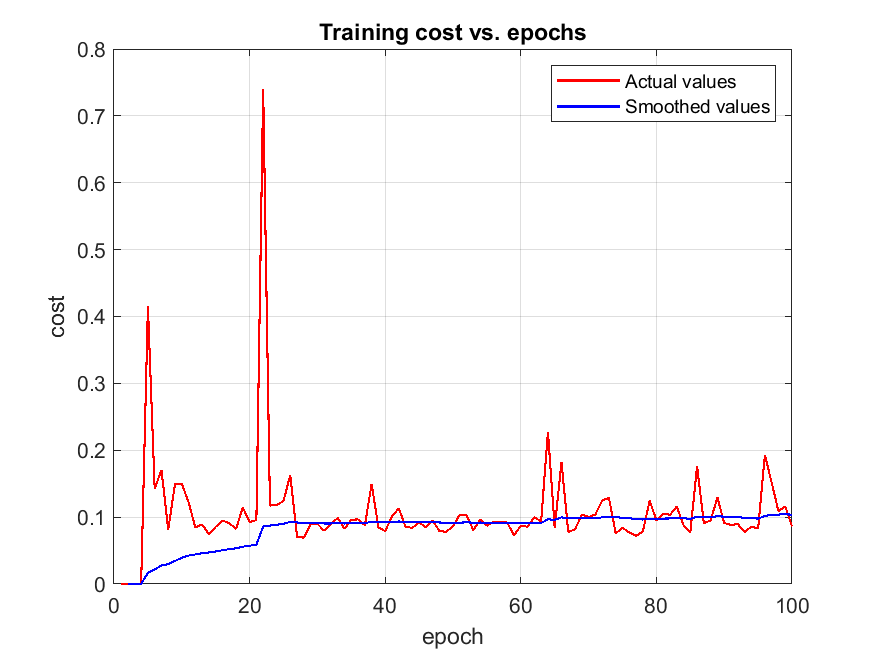 Training cost vs. epochs
Actual values
Smoothed values
0.8
0.7
0.6
0.5
0.4
0.3
0.2
0.1
0
cost
0 20 40 60 80 100
epoch